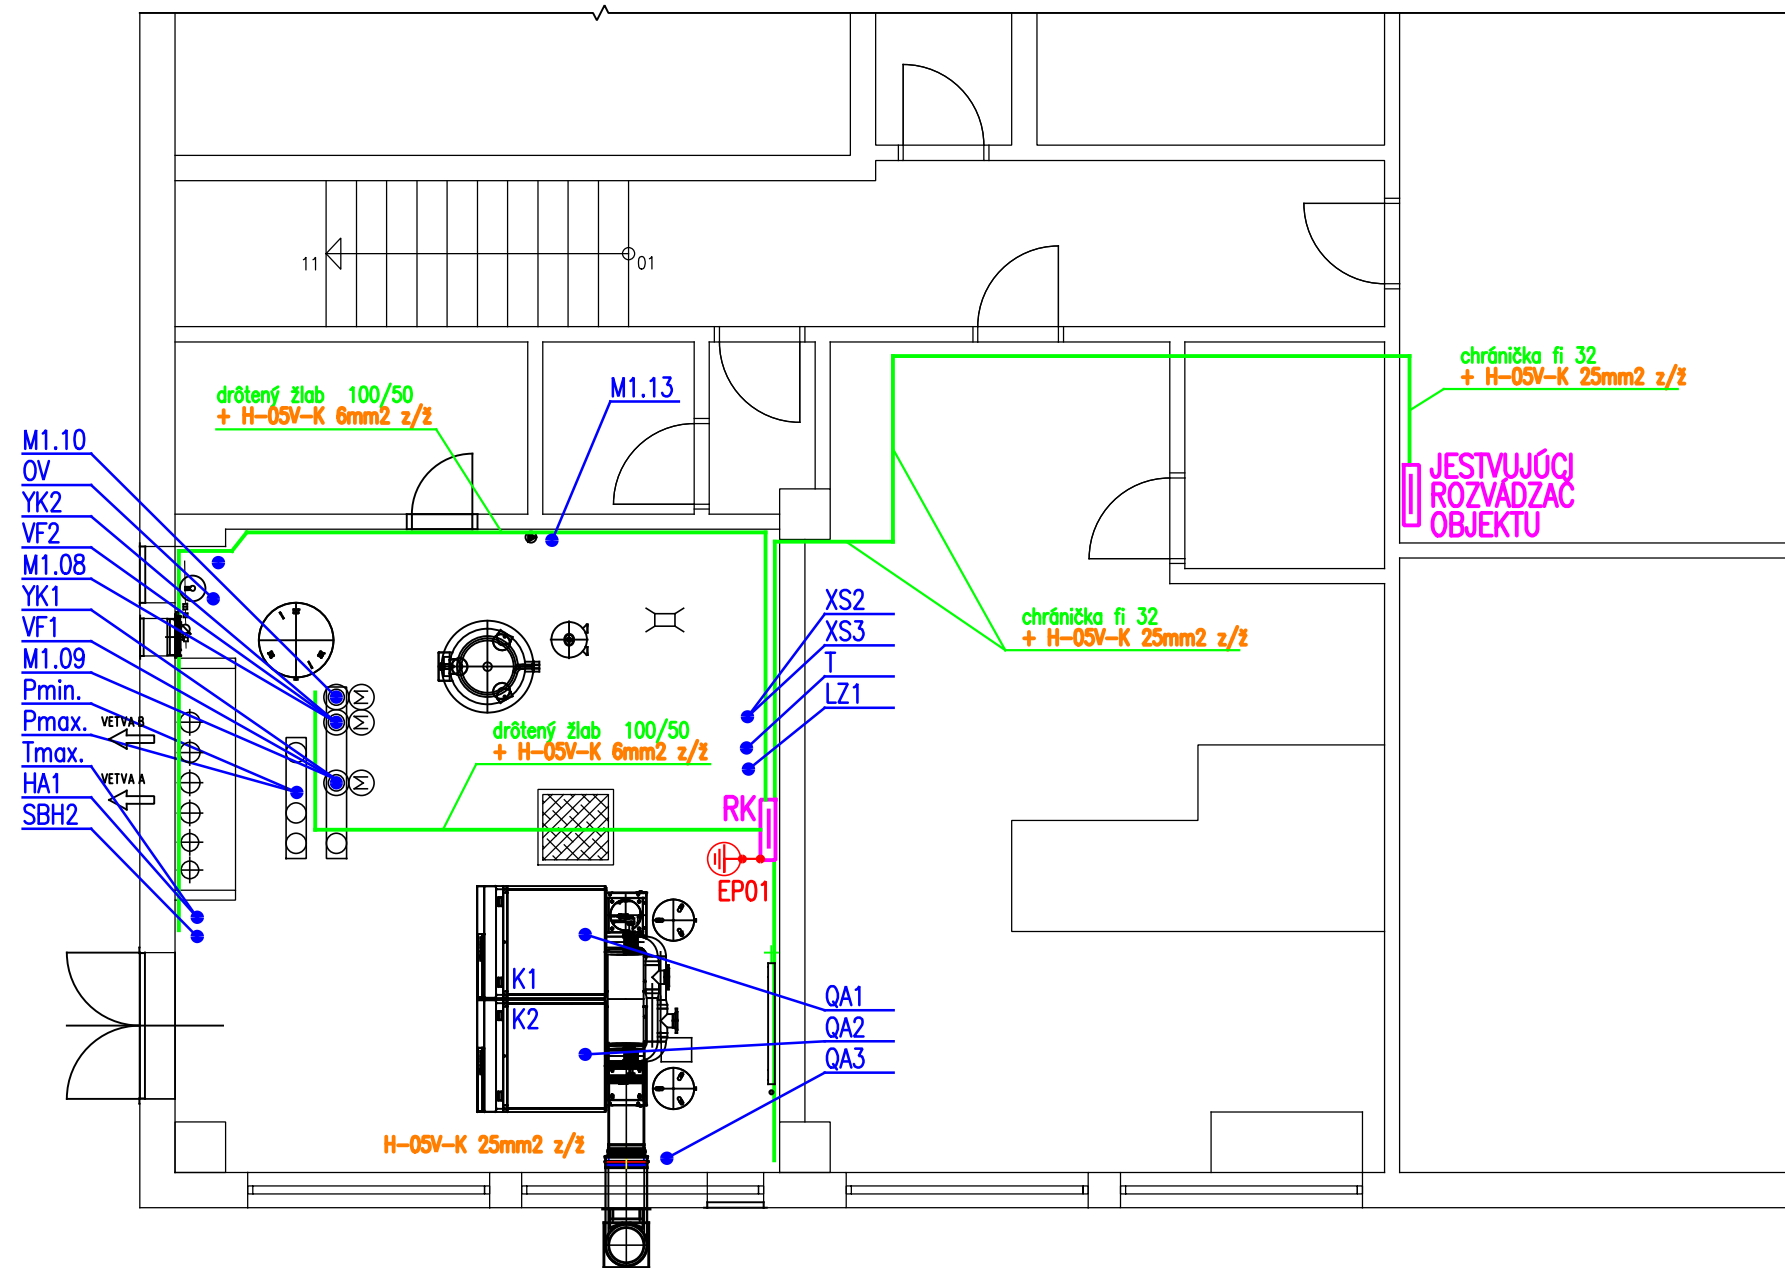 11
01
chránička fi 32
+ H-05V-K 25mm2 z/ž
drôtený žlab 100/50
+ H-05V-K 6mm2 z/ž
M1.13
M1.10
OV
YK2
VF2
M1.08
YK1
VF1
M1.09
Pmin.
Pmax.
Tmax.
HA1
SBH2
JESTVUJÚCI
ROZVÁDZAČ
OBJEKTU
XS2
XS3
T
LZ1
chránička fi 32
+ H-05V-K 25mm2 z/ž
VETVA B
VETVA A
M
M
M
drôtený žlab 100/50
+ H-05V-K 6mm2 z/ž
RK
EP01
K1
K2
QA1
QA2
QA3
H-05V-K 25mm2 z/ž